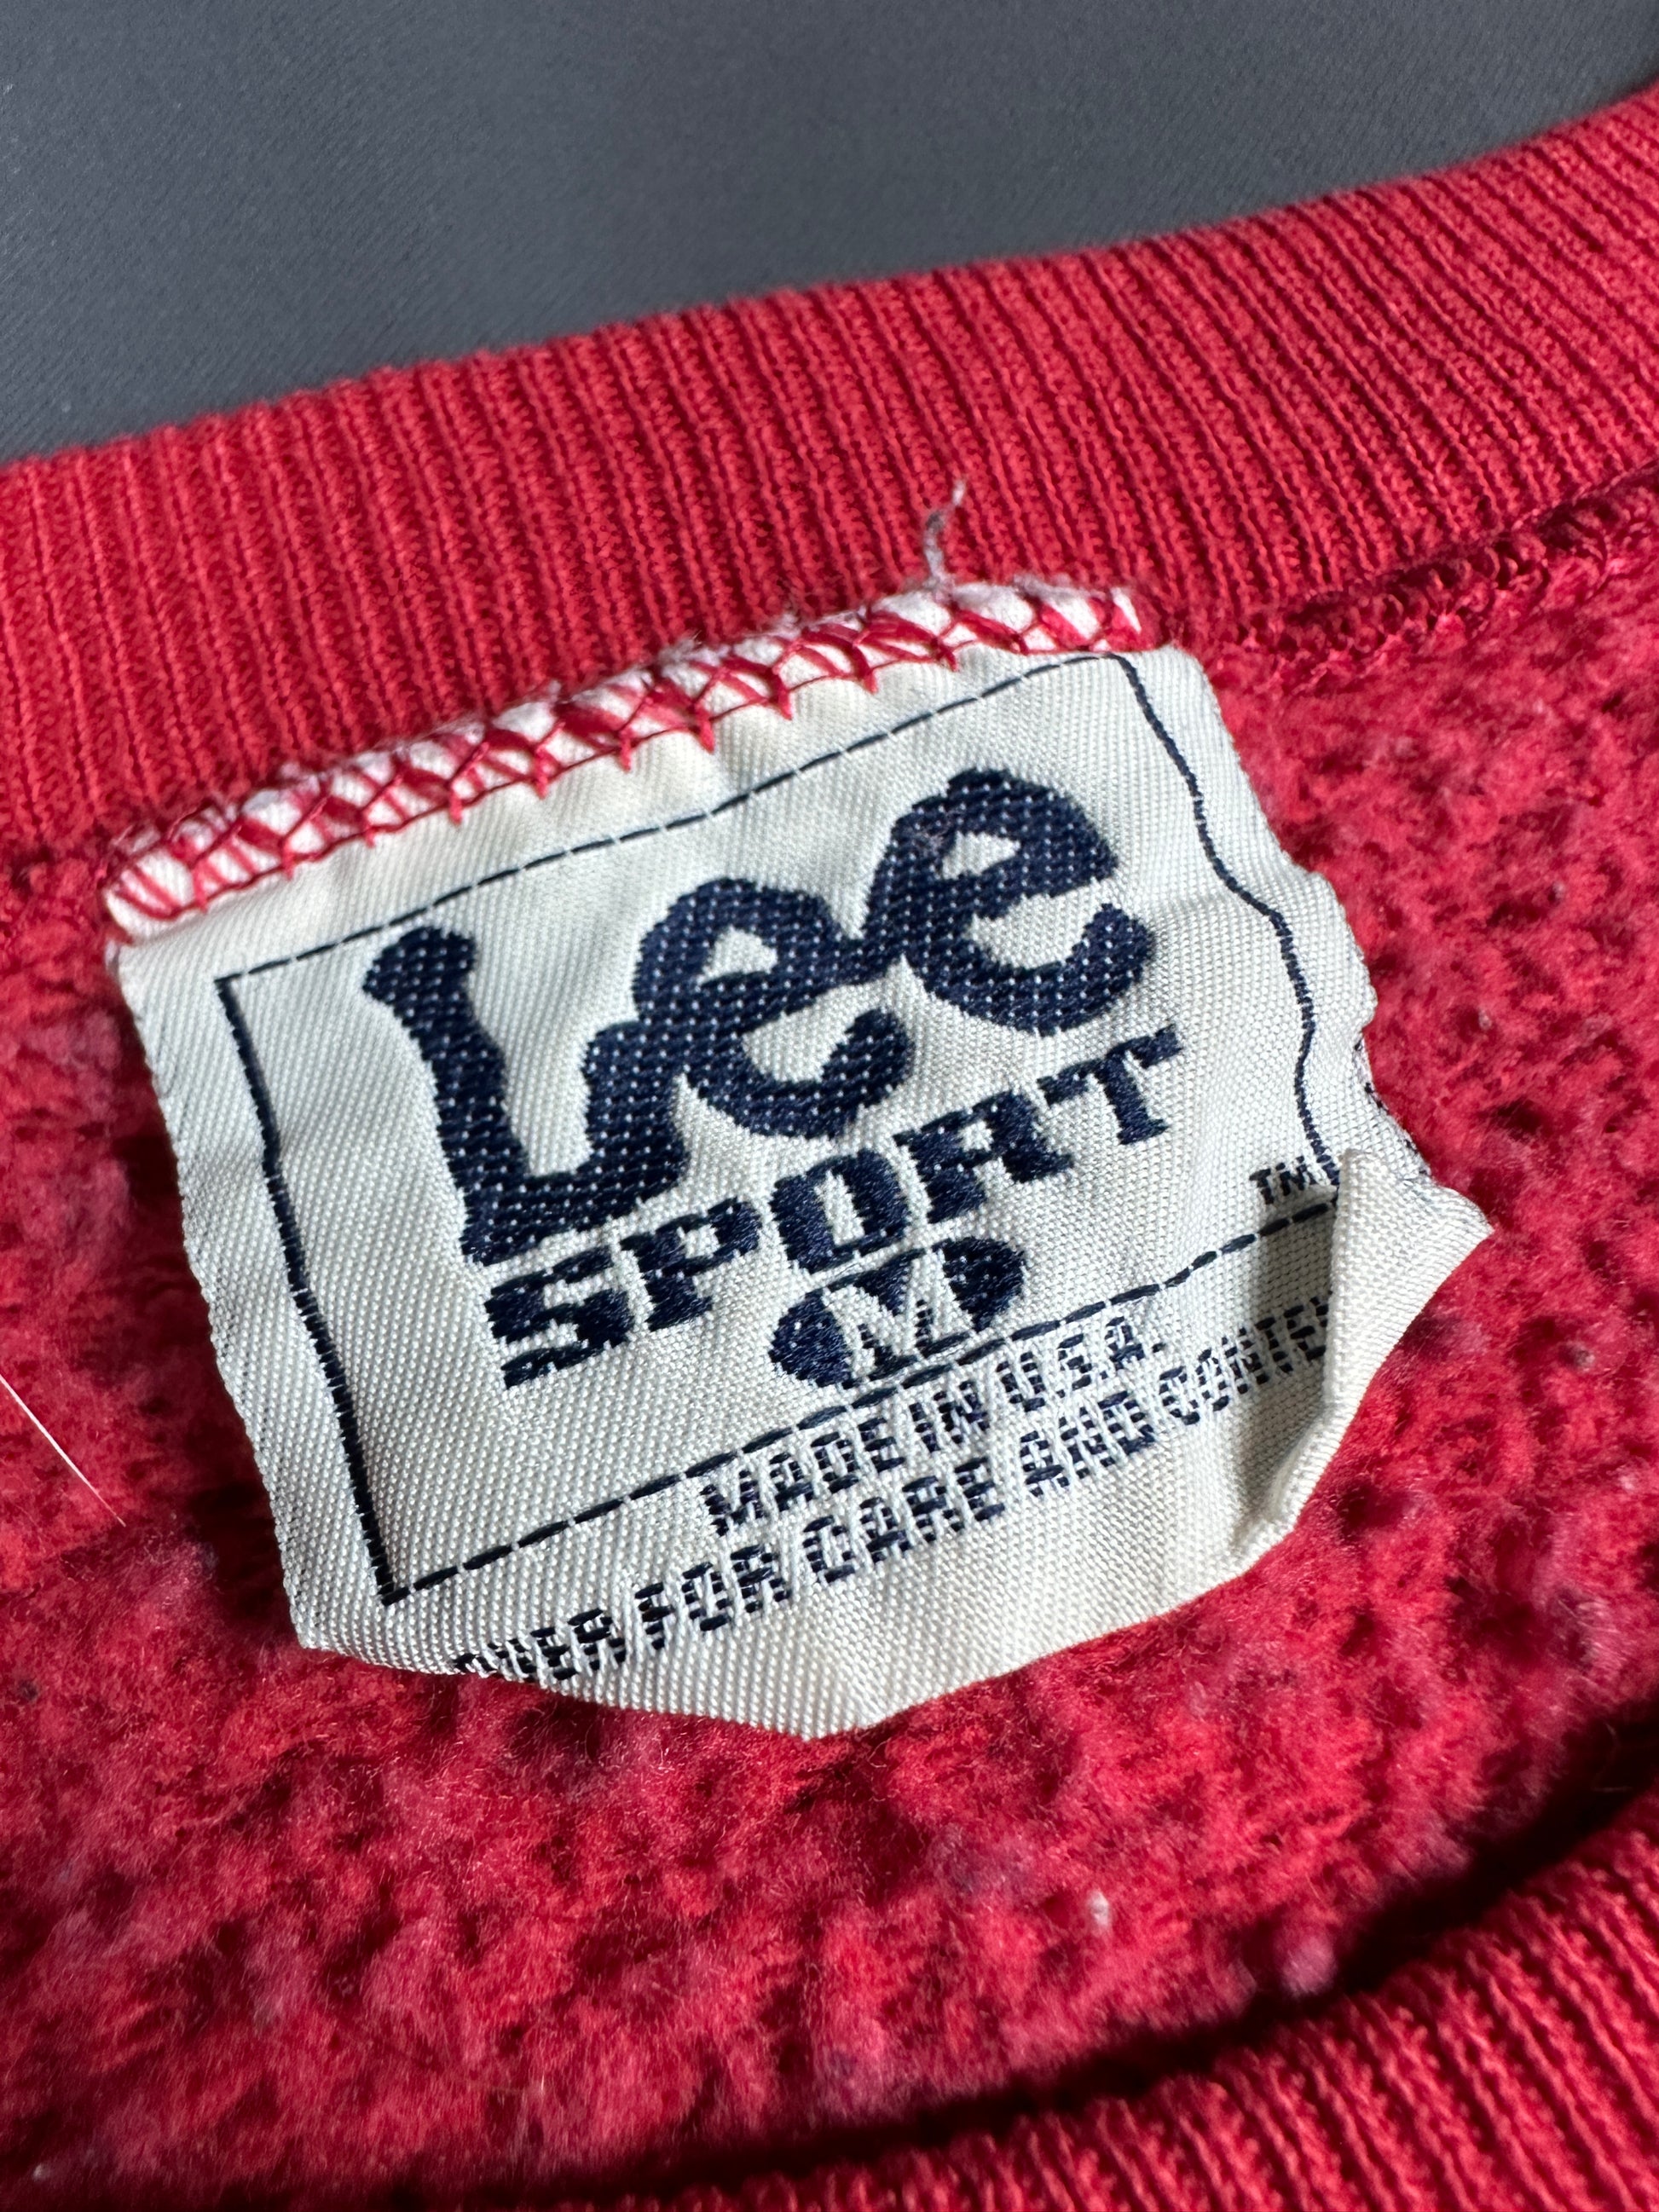 Lee
SPORT
TM
M
MADE IN U.S.A.
FOR CARE AND